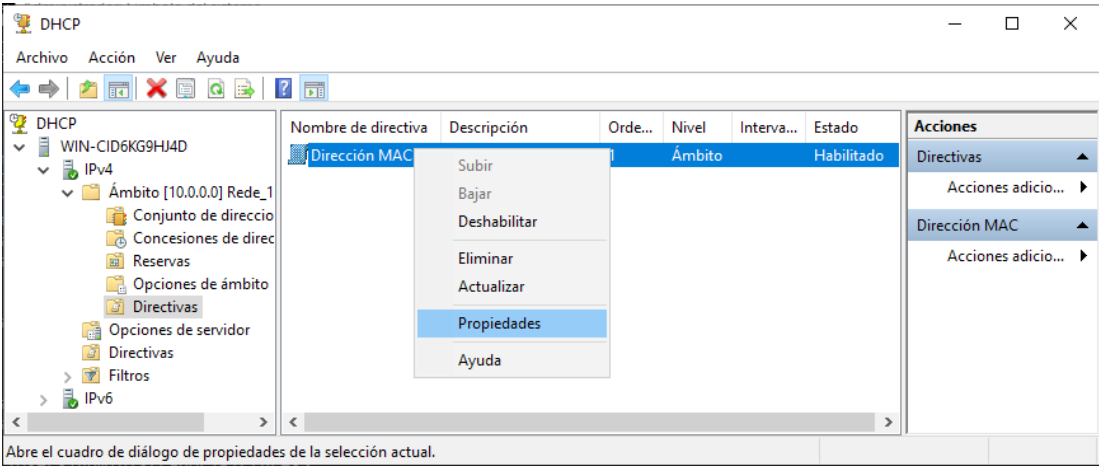 DHCP
Archivo Acción Ver Ayuda
DHCP
WIN-CID6KG9HJ4D
IPv4
Ámbito [10.0.0.0] Rede_1
Conjunto de direccio
Concesiones de direc
Reservas
Opciones de ámbito
Directivas
Opciones de servidor
Directivas
Filtros
IPv6
Nombre de directiva Descripción Orde... Nivel Interva... Estado
Dirección MAC 1 Ámbito Habilitado
Subir
Bajar
Deshabilitar
Eliminar
Actualizar
Propiedades
Ayuda
Acciones
Directivas
Acciones adicio...
Dirección MAC
Acciones adicio...
Abre el cuadro de diálogo de propiedades de la selección actual.